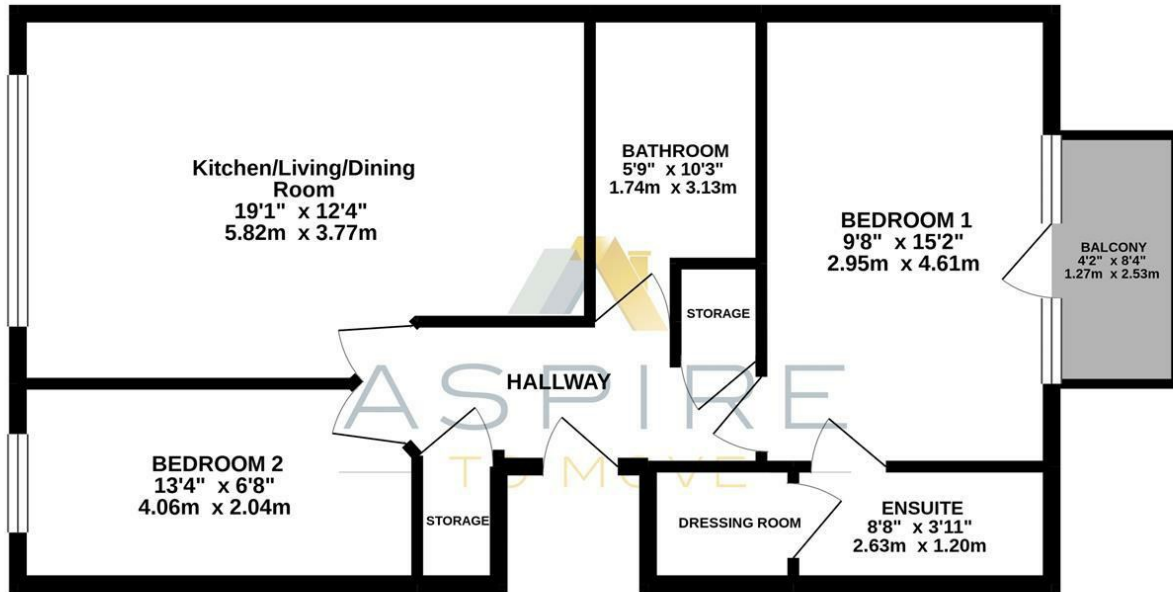 Kitchen/Living/Dining
Room
19'1" x 12'4"
5.82m x 3.77m
BATHROOM
5'9" x 10'3"
1.74m x 3.13m
BEDROOM 1
9'8" x 15'2"
2.95m x 4.61m
BALCONY
4'2" x 8'4"
1.27m x 2.53m
STORAGE
HALLWAY
ASPIRE
TO MOVE
BEDROOM 2
13'4" x 6'8"
4.06m x 2.04m
STORAGE
DRESSING ROOM
ENSUITE
8'8" x 3'11"
2.63m x 1.20m